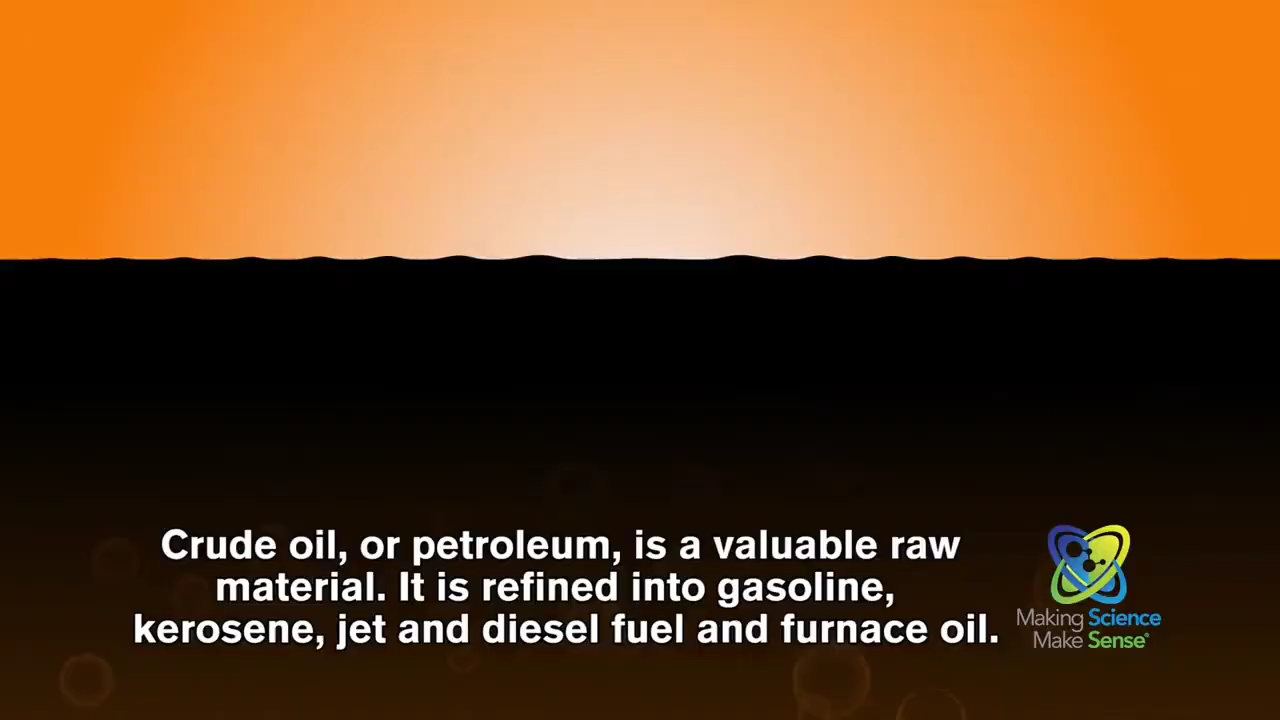 Crude oil, or petroleum, is a valuable raw
material. It is refined into gasoline,
kerosene, jet and diesel fuel and furnace oil.
Making Science
Make Sense®